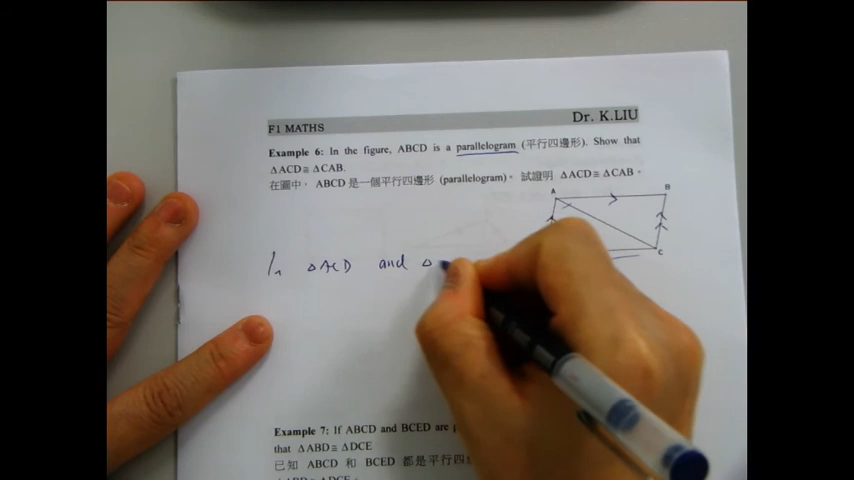 F1 MATHS Dr. K.LIU
Example 6: In the figure, ABCD is a parallelogram (平行四邊形). Show that
ΔACD≅ΔCAB.
在圖中， ABCD 是一個平行四邊形 (parallelogram)。 試證明 ΔACD≅ΔCAB。
A
B
C
In ΔACD and Δ
Example 7: If ABCD and BCED are
that ΔABD≅ΔDCE
已知 ABCD 和 BCED 都是平行四